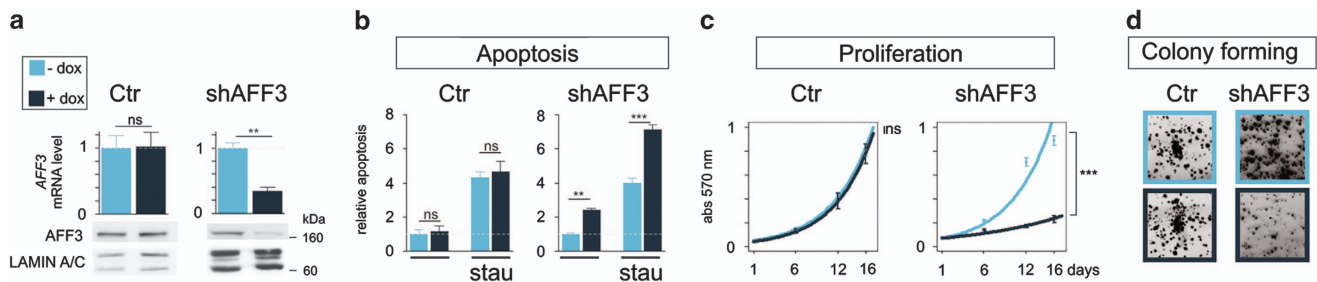 a
- dox
+ dox
Ctr
shAFF3
ns
**
AFF3
mRNA level
1
0
1
0
AFF3
LAMIN A/C
kDa
– 160
– 60
b
Apoptosis
Ctr
shAFF3
relative apoptosis
8
6
4
2
0
ns
ns
stau
8
6
4
2
0
**
***
stau
c
Proliferation
Ctr
shAFF3
abs 570 nm
1
0
ns
1 6 12 16
1
0
***
1 6 12 16 days
d
Colony forming
Ctr
shAFF3